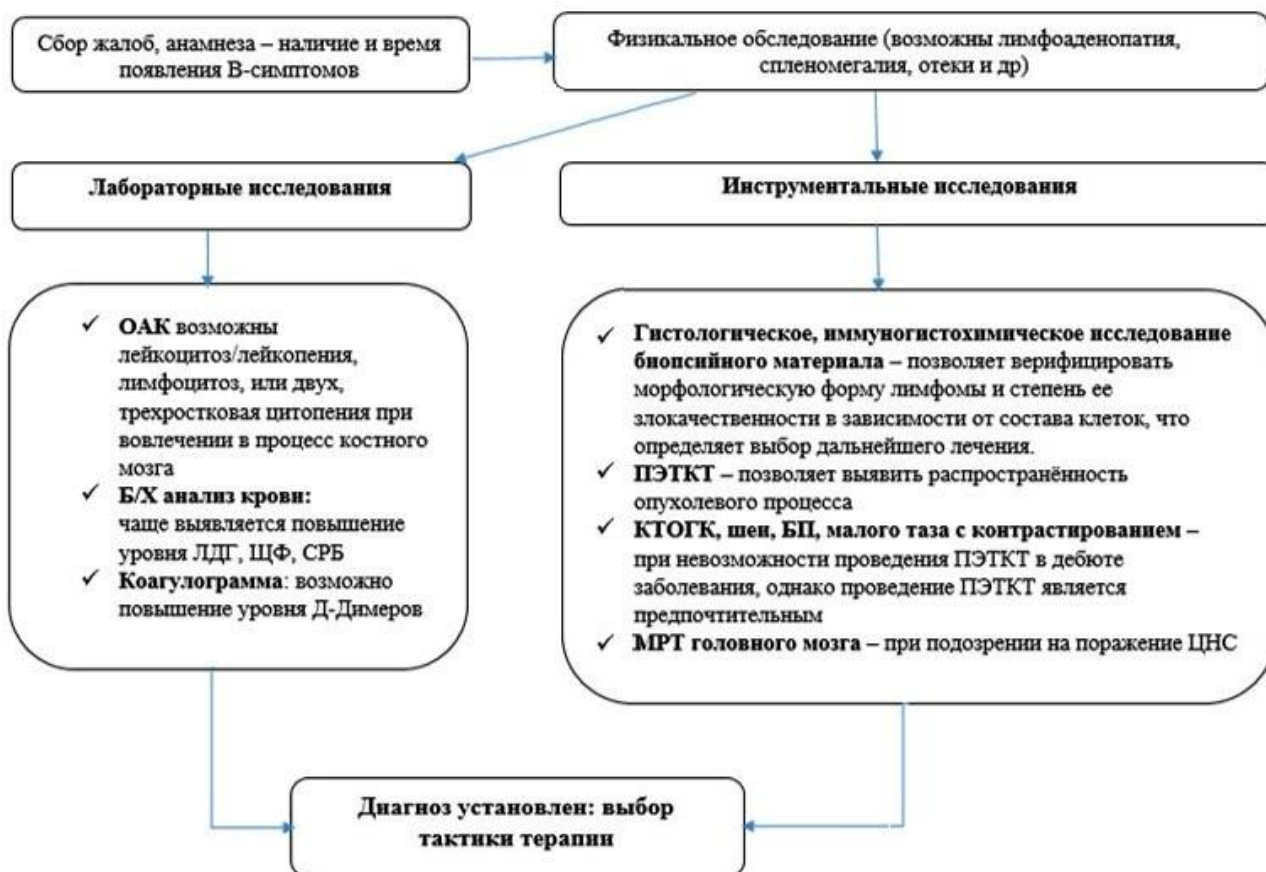 Сбор жалоб, анамнеза – наличие и время
появления В-симптомов
Физикальное обследование (возможны лимфоаденопатия,
спленомегалия, отеки и др)
Лабораторные исследования
Инструментальные исследования
✓ ОАК возможны
лейкоцитоз/лейкопения,
лимфоцитоз, или двух,
трехростковая цитопения при
вовлечении в процесс костного
мозга
✓ Б/Х анализ крови:
чаще выявляется повышение
уровня ЛДГ, ЩФ, СРБ
✓ Коагулограмма: возможно
повышение уровня Д-Димеров
✓ Гистологическое, иммуногистохимическое исследование
биопсийного материала – позволяет верифицировать
морфологическую форму лимфомы и степень ее
злокачественности в зависимости от состава клеток, что
определяет выбор дальнейшего лечения.
✓ ПЭТКТ – позволяет выявить распространённость
опухолевого процесса
✓ КТОГК, шеи, БП, малого таза с контрастированием –
при невозможности проведения ПЭТКТ в дебюте
заболевания, однако проведение ПЭТКТ является
предпочтительным
✓ МРТ головного мозга – при подозрении на поражение ЦНС
Диагноз установлен: выбор
тактики терапии